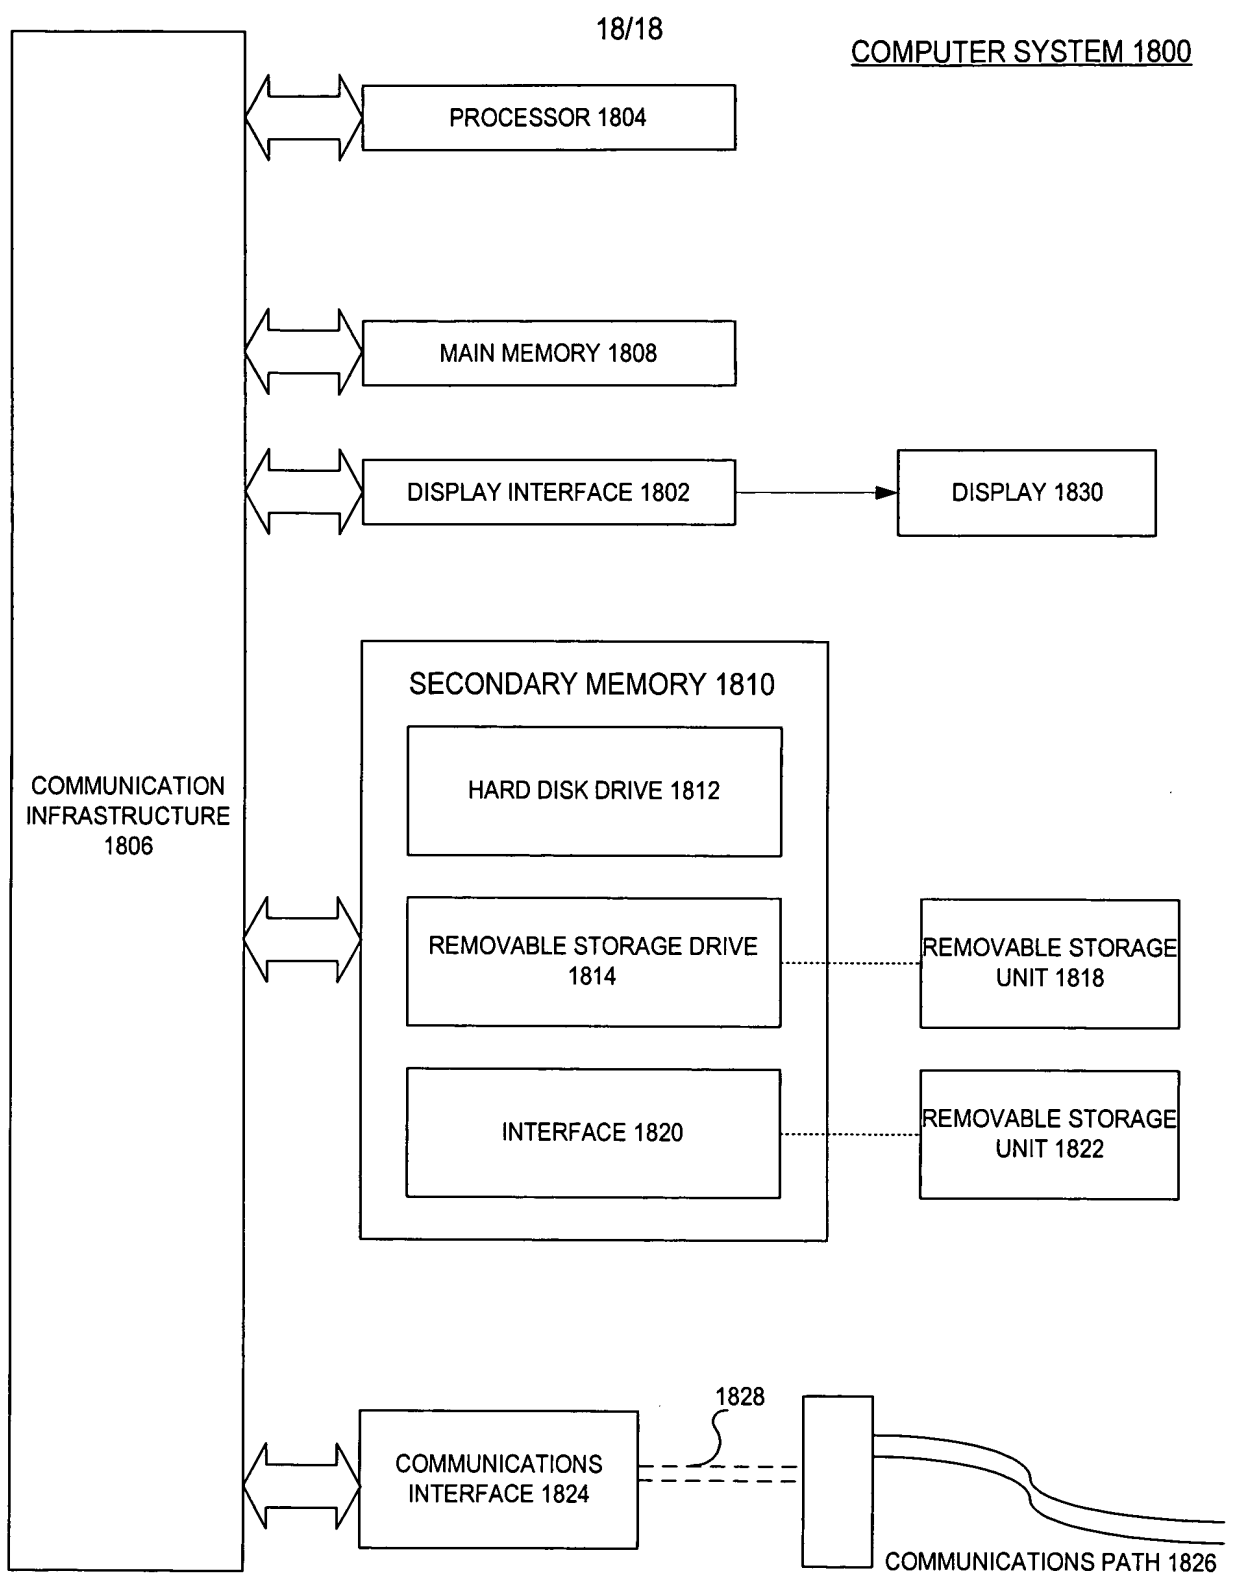 18/18
COMPUTER SYSTEM 1800
PROCESSOR 1804
MAIN MEMORY 1808
DISPLAY INTERFACE 1802
DISPLAY 1830
SECONDARY MEMORY 1810
HARD DISK DRIVE 1812
COMMUNICATION
INFRASTRUCTURE
1806
REMOVABLE STORAGE DRIVE
1814
REMOVABLE STORAGE
UNIT 1818
INTERFACE 1820
REMOVABLE STORAGE
UNIT 1822
1828
COMMUNICATIONS
INTERFACE 1824
COMMUNICATIONS PATH 1826